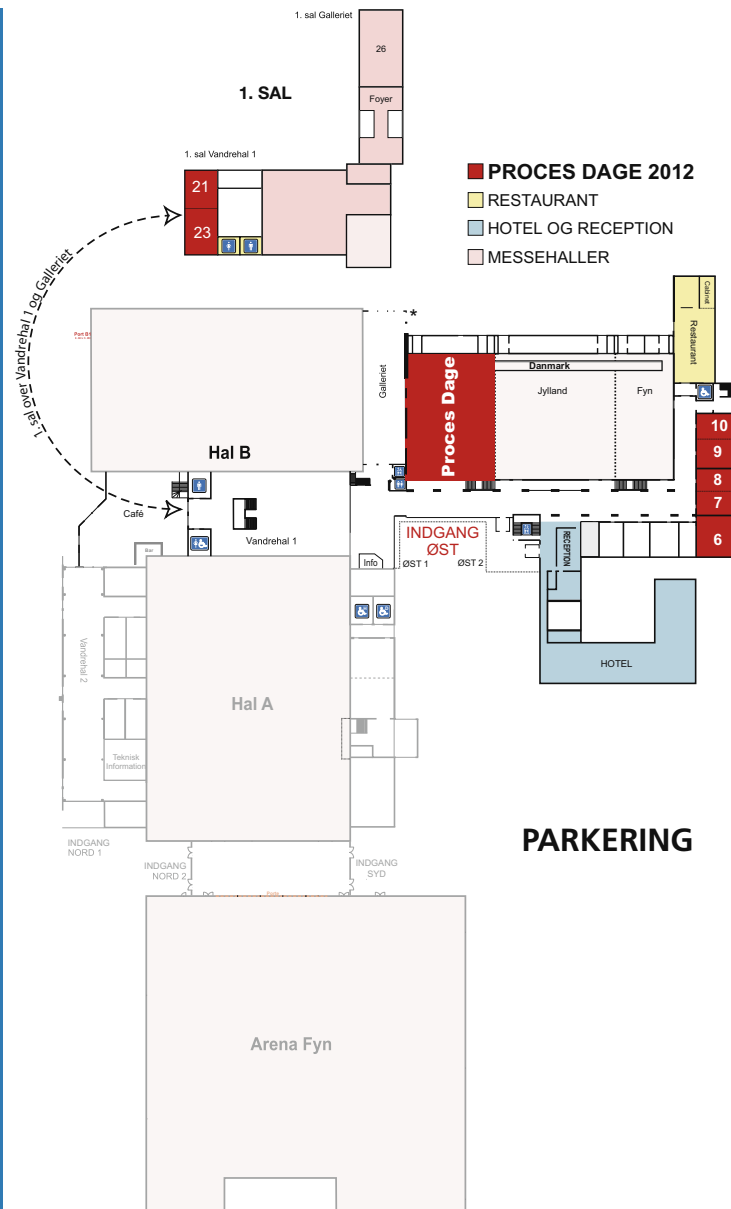 1. sal Galleriet
26
1. SAL
Foyer
1. sal Vandrehal 1
21
23
PROCES DAGE 2012
RESTAURANT
HOTEL OG RECEPTION
MESSEHALLER
1. sal over Vandrehal 1 og Galleriet
*
Cabinet
Restaurant
Galleriet
Proces Dage
Danmark
Jylland
Fyn
10
9
8
7
6
Hal B
Café
Vandrehal 1
Bar
Info
INDGANG
ØST
ØST 1
ØST 2
RECEPTION
HOTEL
Vandrehal 2
Hal A
Teknisk
Information
INDGANG
NORD 1
INDGANG
NORD 2
INDGANG
SYD
PARKERING
Arena Fyn